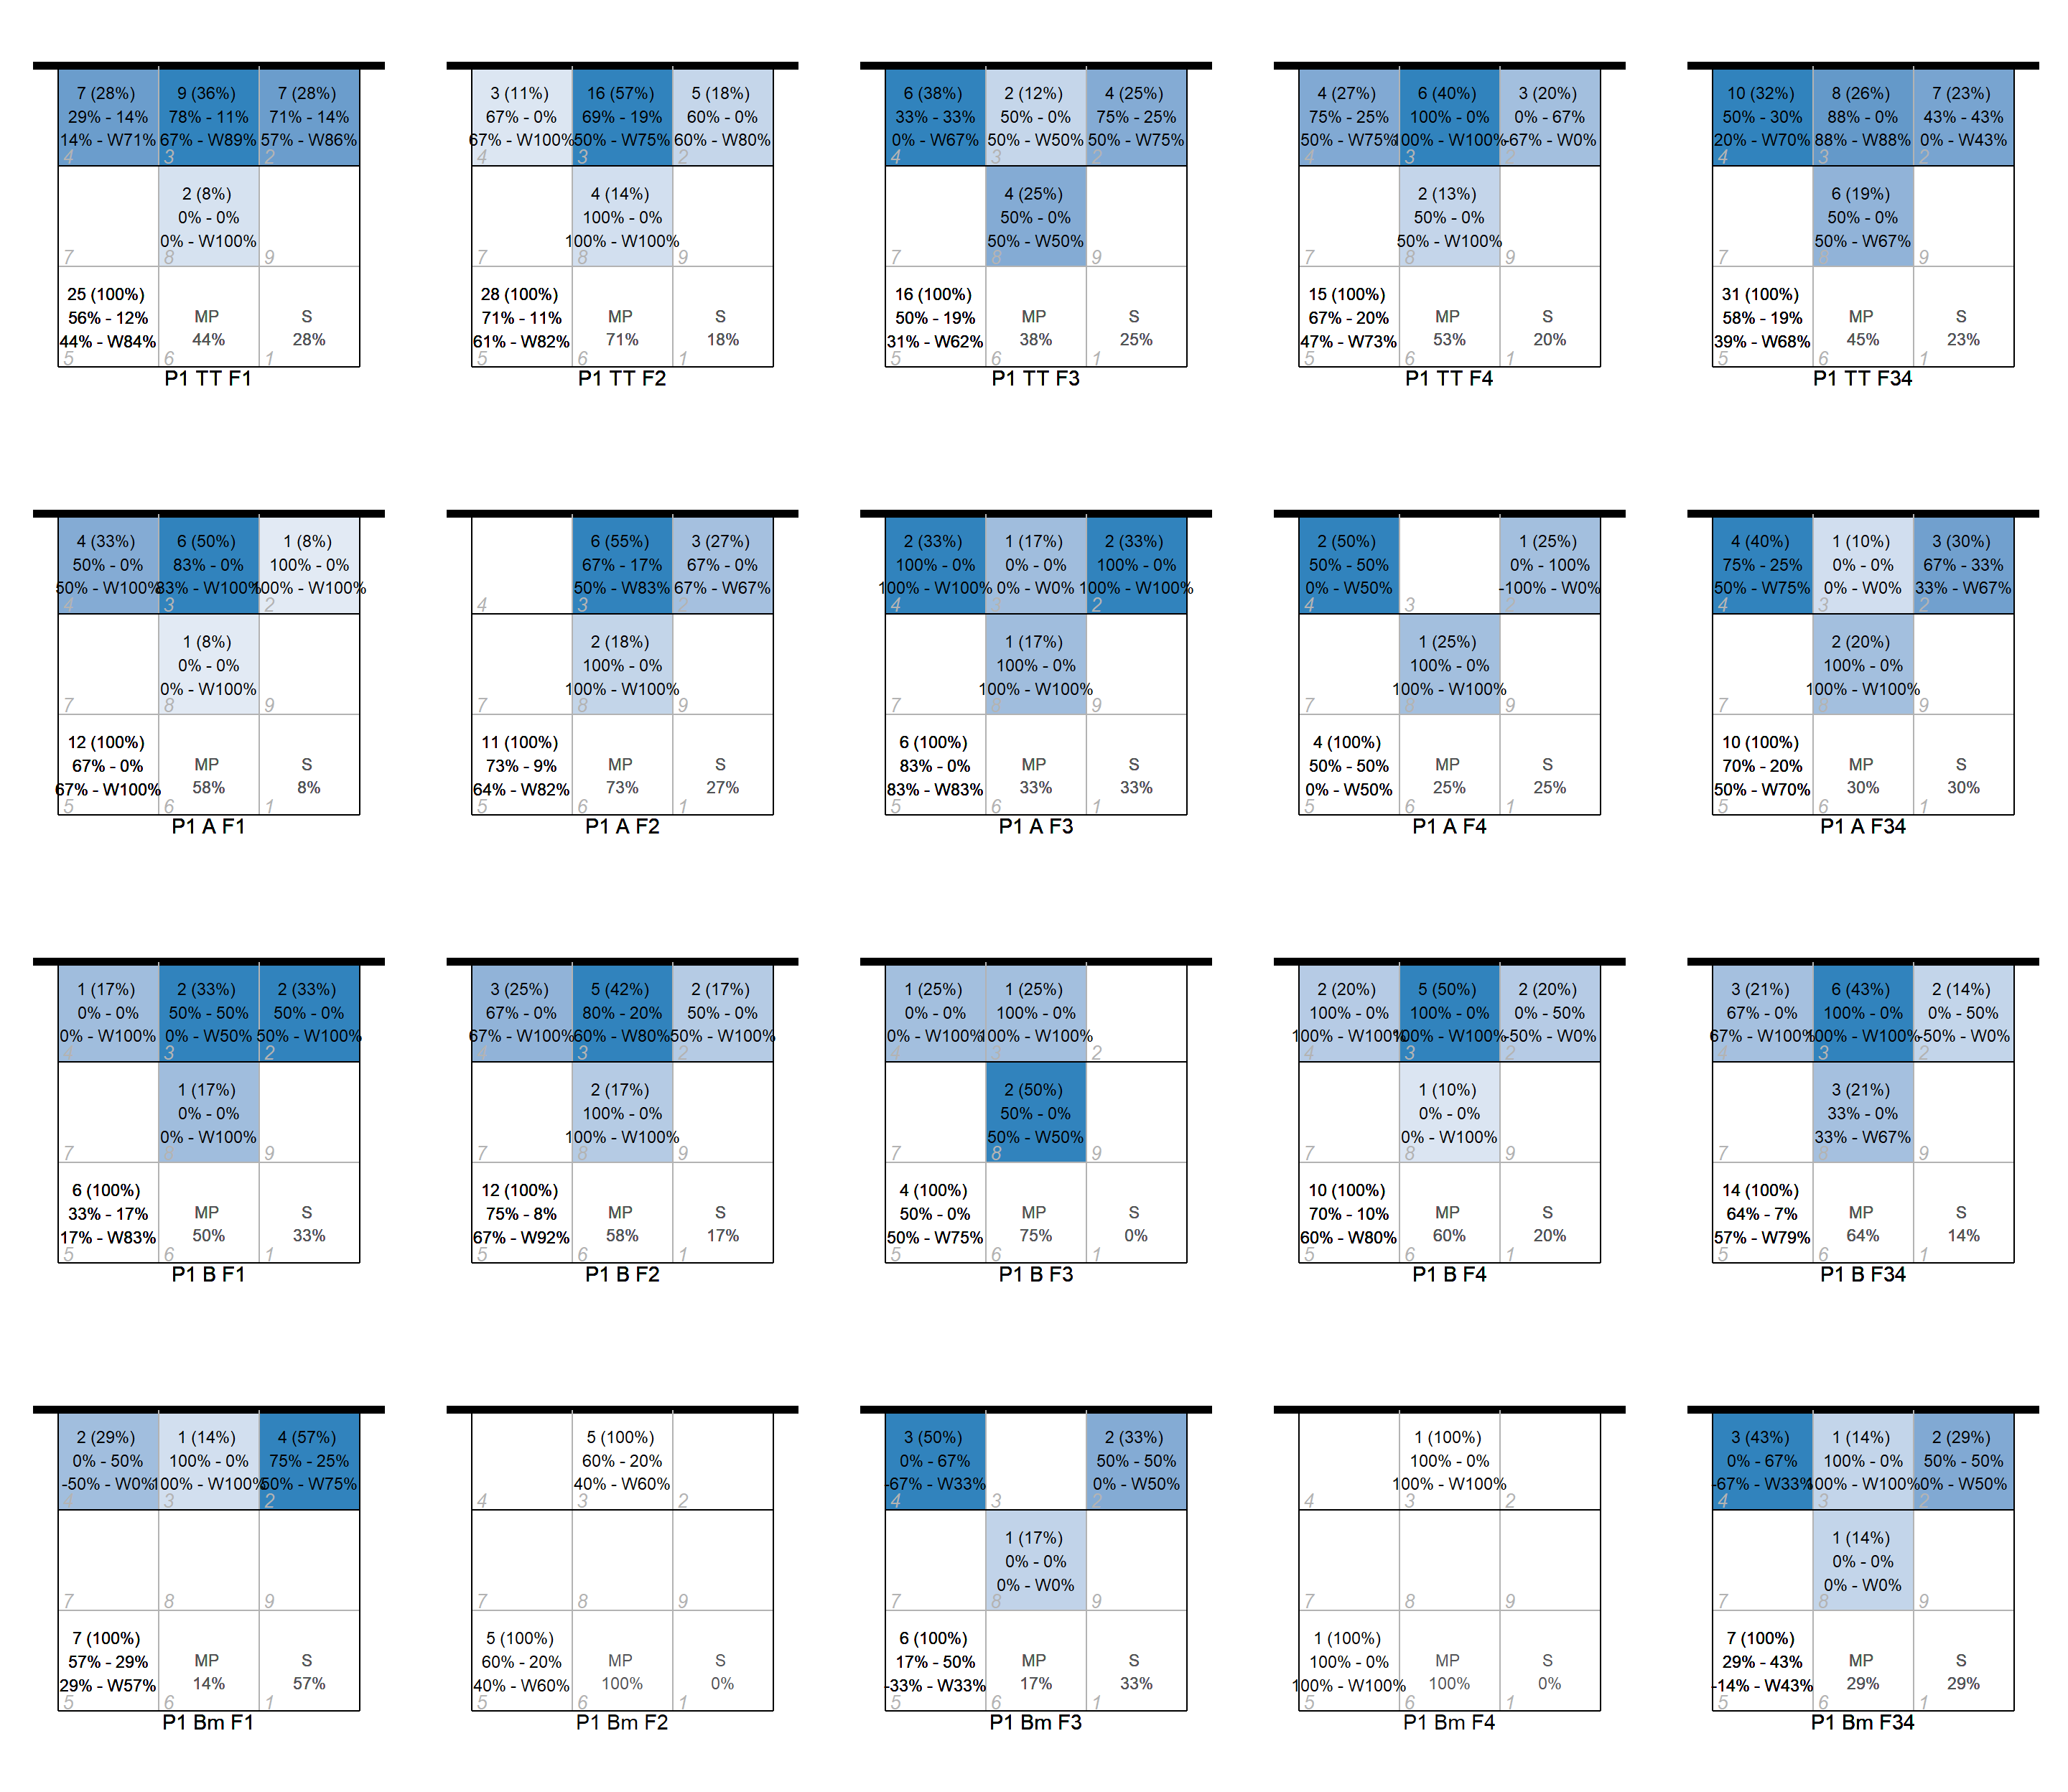 7 (28%) 9 (36%) 7 (28%)
29% - 14% 78% - 11% 71% - 14%
14% - W71% 67% - W89% 57% - W86%
4 3 2
2 (8%)
0% - 0%
0% - W100%
7 8 9
25 (100%)
56% - 12% MP S
44% - W84% 44% 28%
5 6 1
P1 TT F1
3 (11%) 16 (57%) 5 (18%)
67% - 0% 69% - 19% 60% - 0%
67% - W100% 50% - W75% 60% - W80%
4 3 2
4 (14%)
100% - 0%
100% - W100%
7 8 9
28 (100%)
71% - 11% MP S
61% - W82% 71% 18%
5 6 1
P1 TT F2
6 (38%) 2 (12%) 4 (25%)
33% - 33% 50% - 0% 75% - 25%
0% - W67% 50% - W50% 50% - W75%
4 3 2
4 (25%)
50% - 0%
50% - W50%
7 8 9
16 (100%)
50% - 19% MP S
31% - W62% 38% 25%
5 6 1
P1 TT F3
4 (27%) 6 (40%) 3 (20%)
75% - 25% 100% - 0% 0% - 67%
50% - W75% 100% - W100% -67% - W0%
4 3 2
2 (13%)
50% - 0%
50% - W100%
7 8 9
15 (100%)
67% - 20% MP S
47% - W73% 53% 20%
5 6 1
P1 TT F4
10 (32%) 8 (26%) 7 (23%)
50% - 30% 88% - 0% 43% - 43%
20% - W70% 88% - W88% 0% - W43%
4 3 2
6 (19%)
50% - 0%
50% - W67%
7 8 9
31 (100%)
58% - 19% MP S
39% - W68% 45% 23%
5 6 1
P1 TT F34
4 (33%) 6 (50%) 1 (8%)
50% - 0% 83% - 0% 100% - 0%
50% - W100% 83% - W100% 100% - W100%
4 3 2
1 (8%)
0% - 0%
0% - W100%
7 8 9
12 (100%)
67% - 0% MP S
67% - W100% 58% 8%
5 6 1
P1 A F1
6 (55%) 3 (27%)
67% - 17% 67% - 0%
50% - W83% 67% - W67%
4 3 2
2 (18%)
100% - 0%
100% - W100%
7 8 9
11 (100%)
73% - 9% MP S
64% - W82% 73% 27%
5 6 1
P1 A F2
2 (33%) 1 (17%) 2 (33%)
100% - 0% 0% - 0% 100% - 0%
100% - W100% 0% - W0% 100% - W100%
4 3 2
1 (17%)
100% - 0%
100% - W100%
7 8 9
6 (100%)
83% - 0% MP S
83% - W83% 33% 33%
5 6 1
P1 A F3
2 (50%) 1 (25%)
50% - 50% 0% - 100%
0% - W50% -100% - W0%
4 3 2
1 (25%)
100% - 0%
100% - W100%
7 8 9
4 (100%)
50% - 50% MP S
0% - W50% 25% 25%
5 6 1
P1 A F4
4 (40%) 1 (10%) 3 (30%)
75% - 25% 0% - 0% 67% - 33%
50% - W75% 0% - W0% 33% - W67%
4 3 2
2 (20%)
100% - 0%
100% - W100%
7 8 9
10 (100%)
70% - 20% MP S
50% - W70% 30% 30%
5 6 1
P1 A F34
1 (17%) 2 (33%) 2 (33%)
0% - 0% 50% - 50% 50% - 0%
0% - W100% 0% - W50% 50% - W100%
4 3 2
1 (17%)
0% - 0%
0% - W100%
7 8 9
6 (100%)
33% - 17% MP S
17% - W83% 50% 33%
5 6 1
P1 B F1
3 (25%) 5 (42%) 2 (17%)
67% - 0% 80% - 20% 50% - 0%
67% - W100% 60% - W80% 50% - W100%
4 3 2
2 (17%)
100% - 0%
100% - W100%
7 8 9
12 (100%)
75% - 8% MP S
67% - W92% 58% 17%
5 6 1
P1 B F2
1 (25%) 1 (25%)
0% - 0% 100% - 0%
0% - W100% 100% - W100%
4 3 2
2 (50%)
50% - 0%
50% - W50%
7 8 9
4 (100%)
50% - 0% MP S
50% - W75% 75% 0%
5 6 1
P1 B F3
2 (20%) 5 (50%) 2 (20%)
100% - 0% 100% - 0% 0% - 50%
100% - W100% 100% - W100% -50% - W0%
4 3 2
1 (10%)
0% - 0%
0% - W100%
7 8 9
10 (100%)
70% - 10% MP S
60% - W80% 60% 20%
5 6 1
P1 B F4
3 (21%) 6 (43%) 2 (14%)
67% - 0% 100% - 0% 0% - 50%
67% - W100% 100% - W100% -50% - W0%
4 3 2
3 (21%)
33% - 0%
33% - W67%
7 8 9
14 (100%)
64% - 7% MP S
57% - W79% 64% 14%
5 6 1
P1 B F34
2 (29%) 1 (14%) 4 (57%)
0% - 50% 100% - 0% 75% - 25%
-50% - W0% 100% - W100% 50% - W75%
4 3 2
7 8 9
7 (100%)
57% - 29% MP S
29% - W57% 14% 57%
5 6 1
P1 Bm F1
5 (100%)
60% - 20%
40% - W60%
4 3 2
7 8 9
5 (100%)
60% - 20% MP S
40% - W60% 100% 0%
5 6 1
P1 Bm F2
3 (50%) 2 (33%)
0% - 67% 50% - 50%
-67% - W33% 0% - W50%
4 3 2
1 (17%)
0% - 0%
0% - W0%
7 8 9
6 (100%)
17% - 50% MP S
-33% - W33% 17% 33%
5 6 1
P1 Bm F3
1 (100%)
100% - 0%
100% - W100%
4 3 2
7 8 9
1 (100%)
100% - 0% MP S
100% - W100% 100% 0%
5 6 1
P1 Bm F4
3 (43%) 1 (14%) 2 (29%)
0% - 67% 100% - 0% 50% - 50%
-67% - W33% 100% - W100% 0% - W50%
4 3 2
1 (14%)
0% - 0%
0% - W0%
7 8 9
7 (100%)
29% - 43% MP S
-14% - W43% 29% 29%
5 6 1
P1 Bm F34